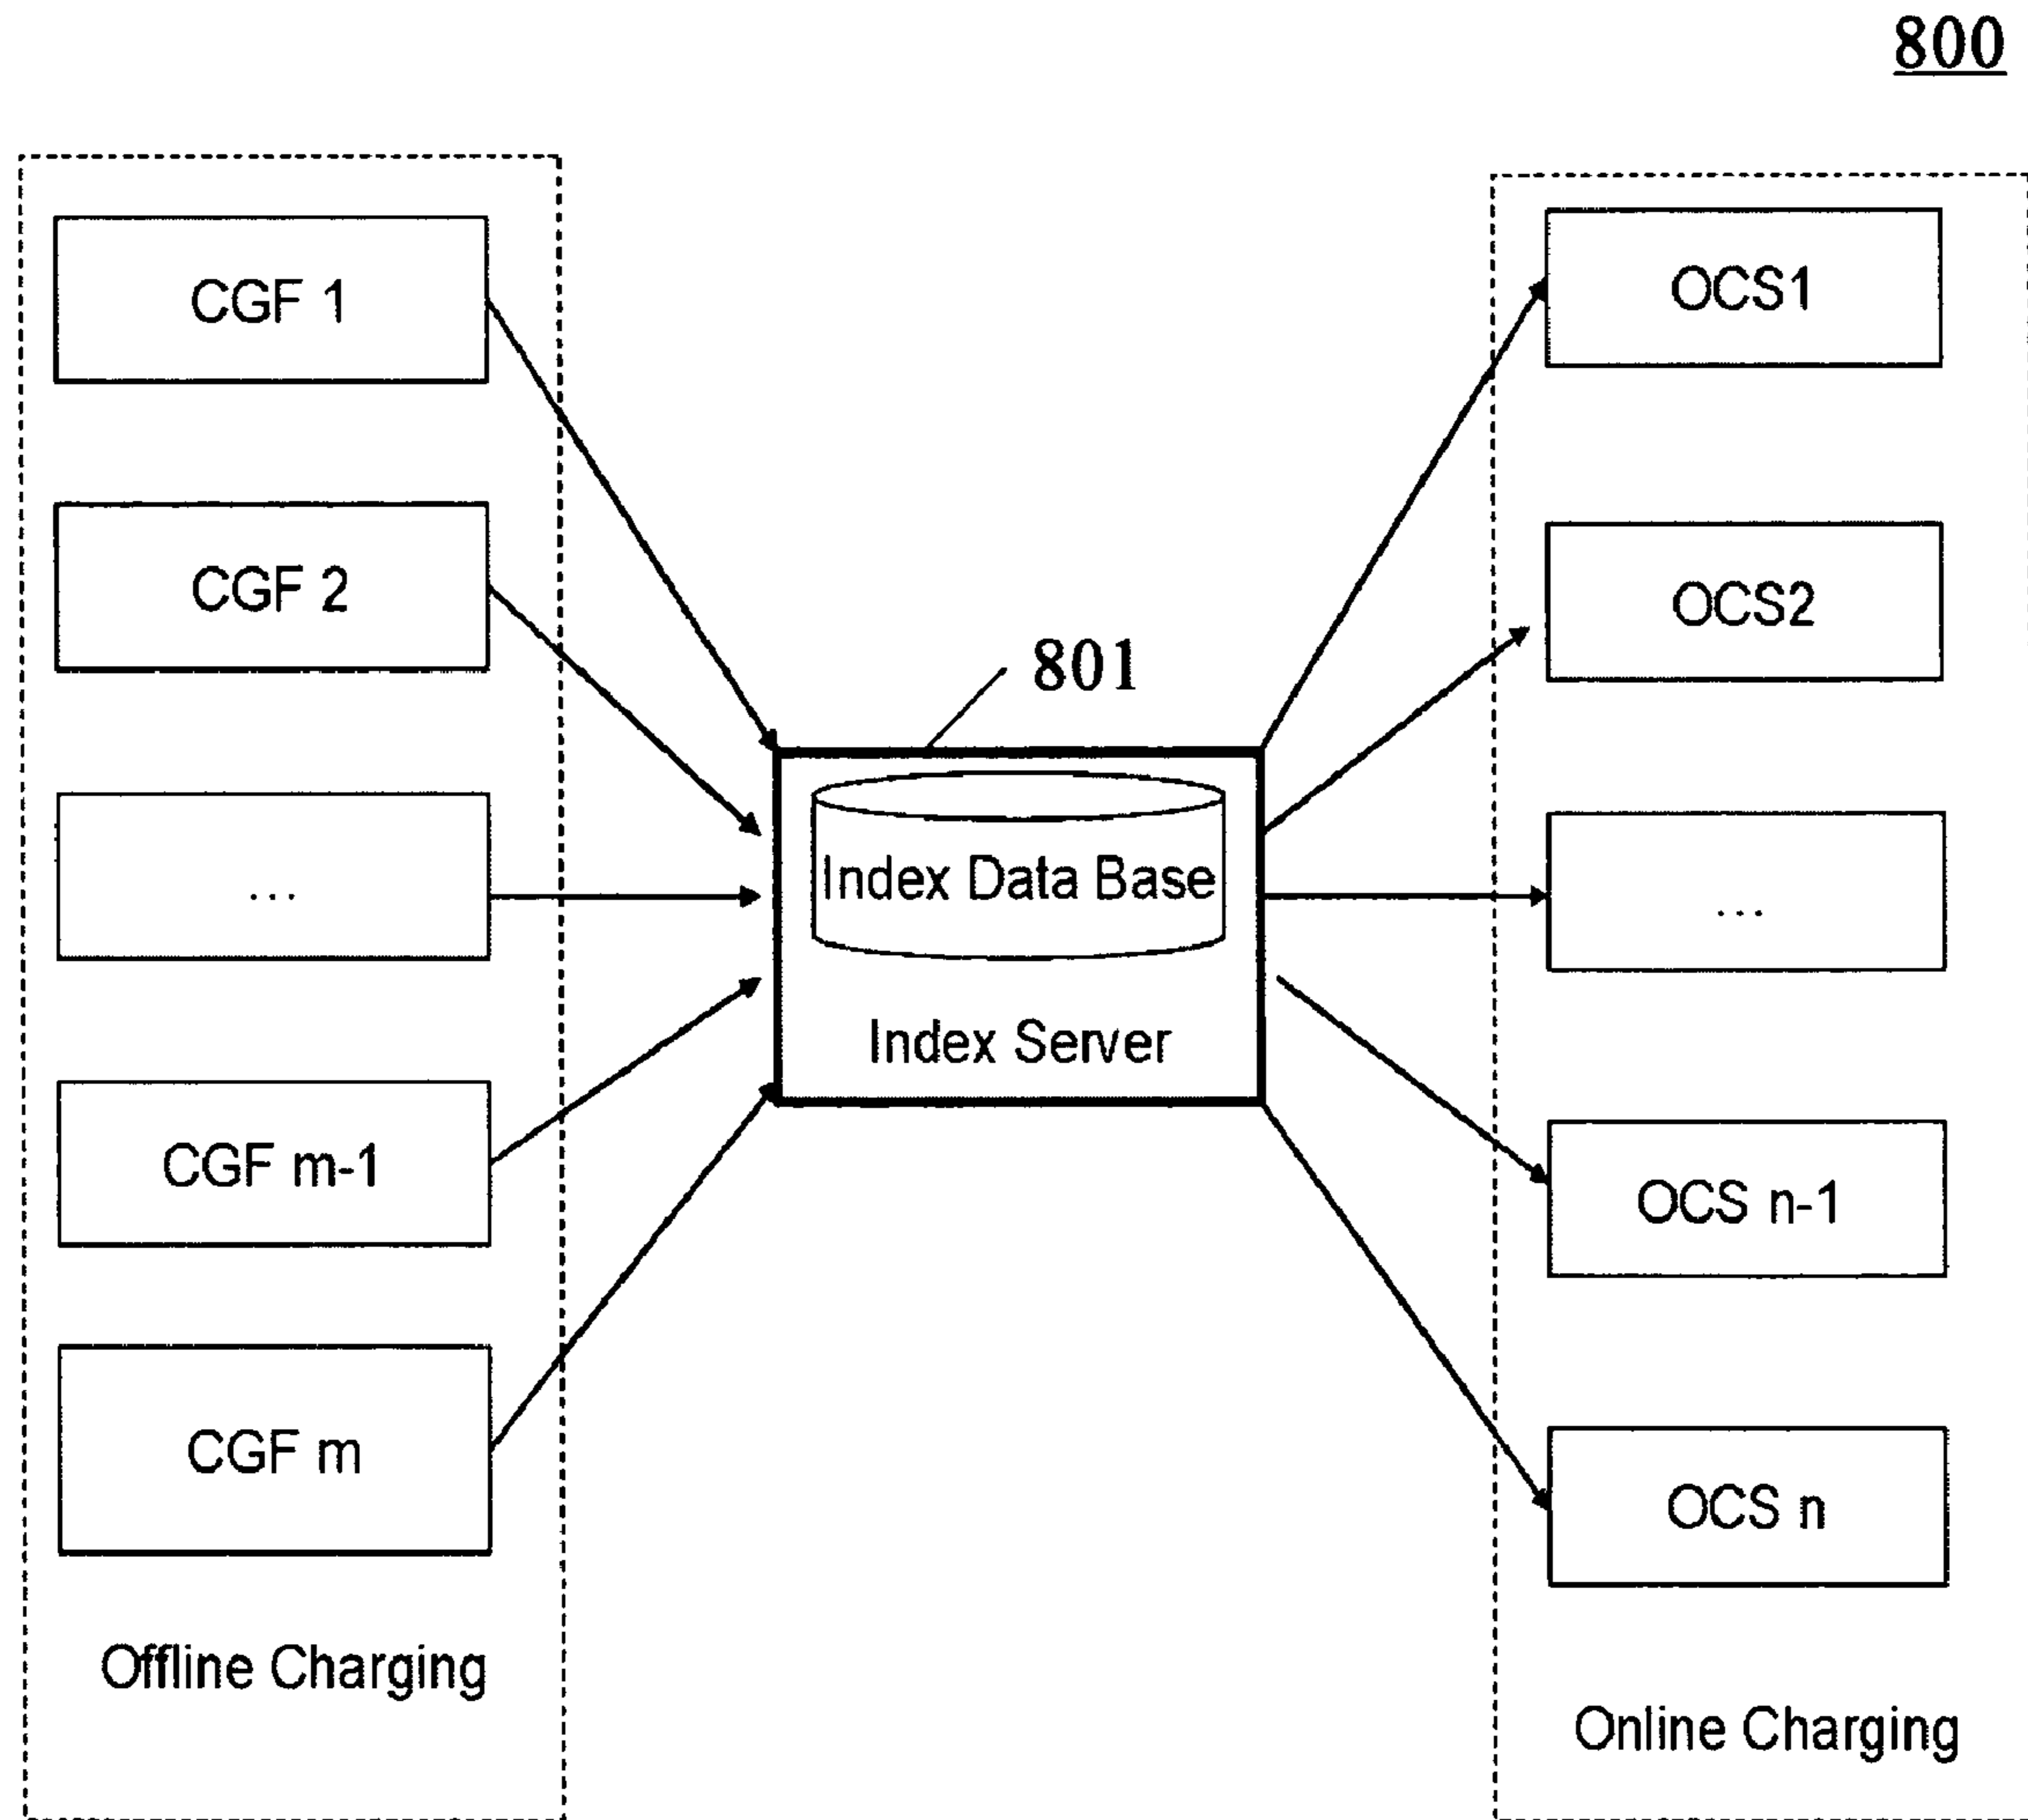 800
CGF 1
CGF 2
...
CGF m-1
CGF m
Offline Charging
801
Index Data Base
Index Server
OCS1
OCS2
...
OCS n-1
OCS n
Online Charging